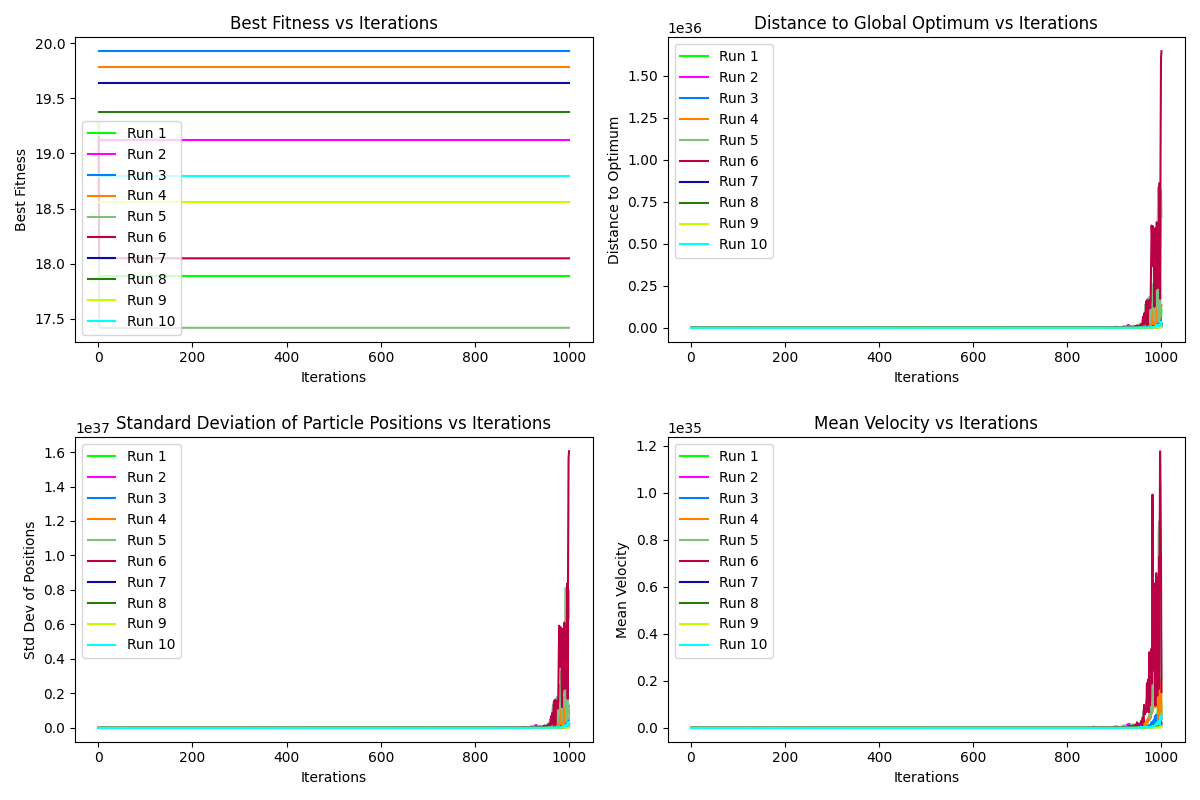 Best Fitness vs Iterations
Best Fitness
20.0
19.5
19.0
18.5
18.0
17.5
Run 1
Run 2
Run 3
Run 4
Run 5
Run 6
Run 7
Run 8
Run 9
Run 10
0 200 400 600 800 1000
Iterations
1e36
Distance to Global Optimum vs Iterations
Distance to Optimum
1.50
1.25
1.00
0.75
0.50
0.25
0.00
Run 1
Run 2
Run 3
Run 4
Run 5
Run 6
Run 7
Run 8
Run 9
Run 10
0 200 400 600 800 1000
Iterations
1e37
Standard Deviation of Particle Positions vs Iterations
Std Dev of Positions
1.6
1.4
1.2
1.0
0.8
0.6
0.4
0.2
0.0
Run 1
Run 2
Run 3
Run 4
Run 5
Run 6
Run 7
Run 8
Run 9
Run 10
0 200 400 600 800 1000
Iterations
1e35
Mean Velocity vs Iterations
Mean Velocity
1.2
1.0
0.8
0.6
0.4
0.2
0.0
Run 1
Run 2
Run 3
Run 4
Run 5
Run 6
Run 7
Run 8
Run 9
Run 10
0 200 400 600 800 1000
Iterations